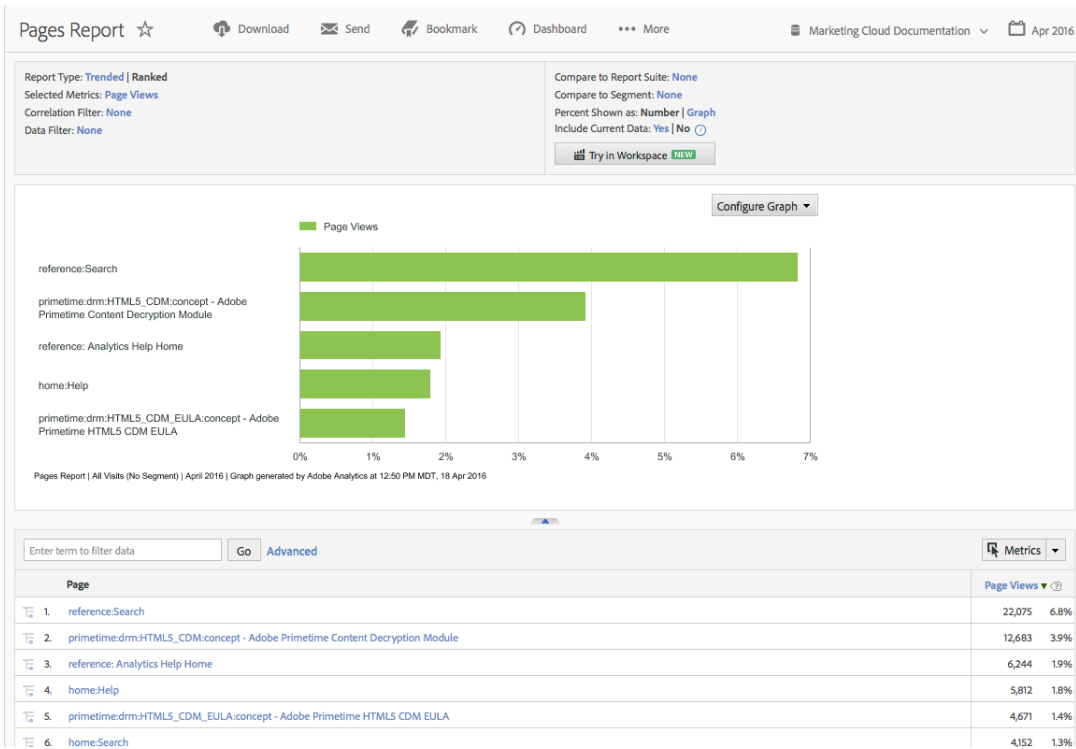 Pages Report
Download
Send
Bookmark
Dashboard
More
Marketing Cloud Documentation
Apr 2016
Report Type: Trended | Ranked
Selected Metrics: Page Views
Correlation Filter: None
Data Filter: None
Compare to Report Suite: None
Compare to Segment: None
Percent Shown as: Number | Graph
Include Current Data: Yes | No
Try in Workspace NEW
Configure Graph
Page Views
reference:Search
primetime:drm:HTML5_CDM:concept - Adobe
Primetime Content Decryption Module
reference: Analytics Help Home
home:Help
primetime:drm:HTML5_CDM_EULA:concept - Adobe
Primetime HTML5 CDM EULA
0% 1% 2% 3% 4% 5% 6% 7%
Pages Report | All Visits (No Segment) | April 2016 | Graph generated by Adobe Analytics at 12:50 PM MDT, 18 Apr 2016
Enter term to filter data
Go
Advanced
Metrics
Page
Page Views
1. reference:Search 22,075 6.8%
2. primetime:drm:HTML5_CDM:concept - Adobe Primetime Content Decryption Module 12,683 3.9%
3. reference: Analytics Help Home 6,244 1.9%
4. home:Help 5,812 1.8%
5. primetime:drm:HTML5_CDM_EULA:concept - Adobe Primetime HTML5 CDM EULA 4,671 1.4%
6. home:Search 4,152 1.3%